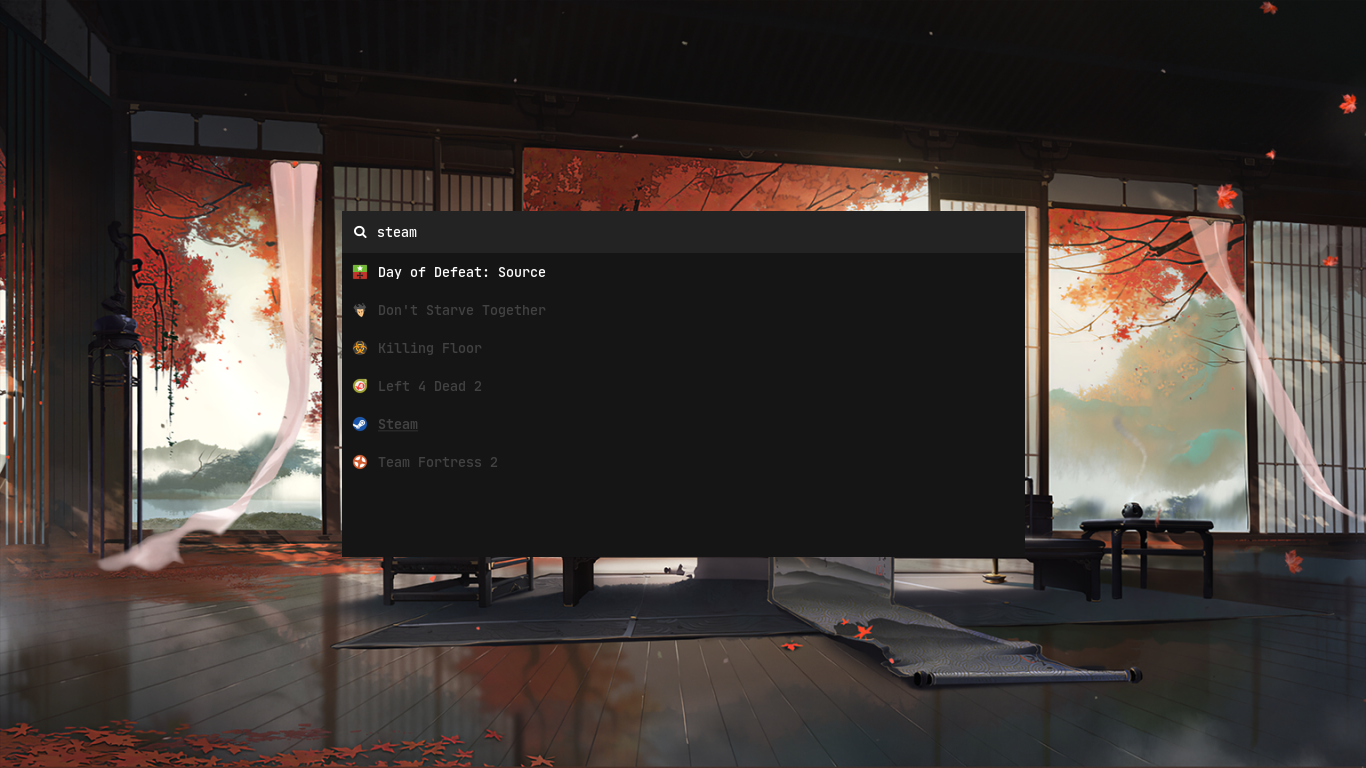 steam
Day of Defeat: Source
Don't Starve Together
Killing Floor
Left 4 Dead 2
Steam
Team Fortress 2